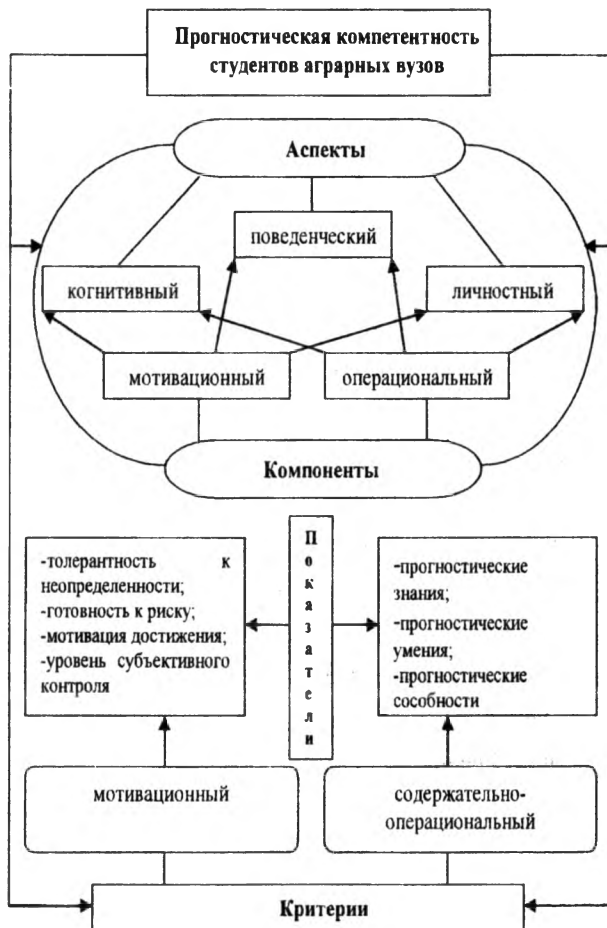 Прогностическая компетентность
студентов аграрных вузов
Аспекты
поведенческий
когнитивный
личностный
мотивационный
операциональный
Компоненты
Показатели
-толерантность к
неопределенности;
-готовность к риску;
-мотивация достижения;
-уровень субъективного
контроля
-прогностические
знания;
-прогностические
умения;
-прогностические
сособности
мотивационный
содержательно-
операциональный
Критерии